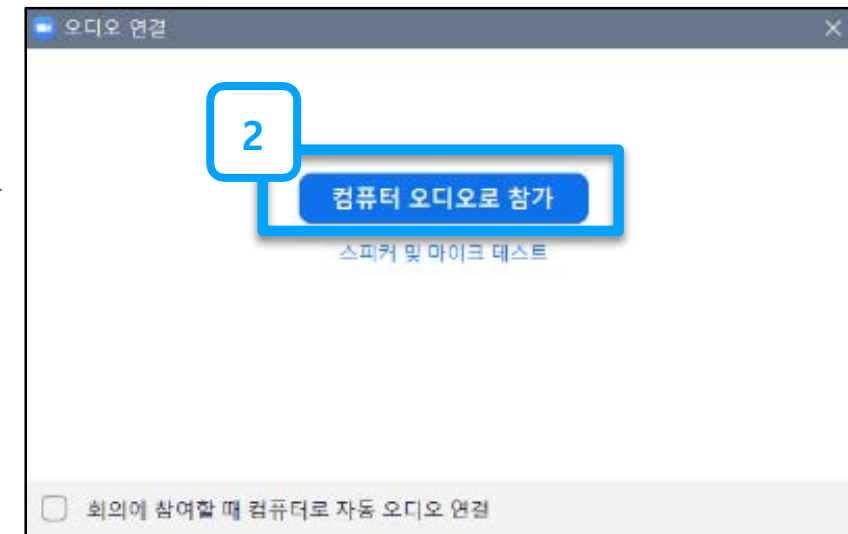 오디오 연결
2
컴퓨터 오디오로 참가
스피커 및 마이크 테스트
회의에 참여할 때 컴퓨터로 자동 오디오 연결